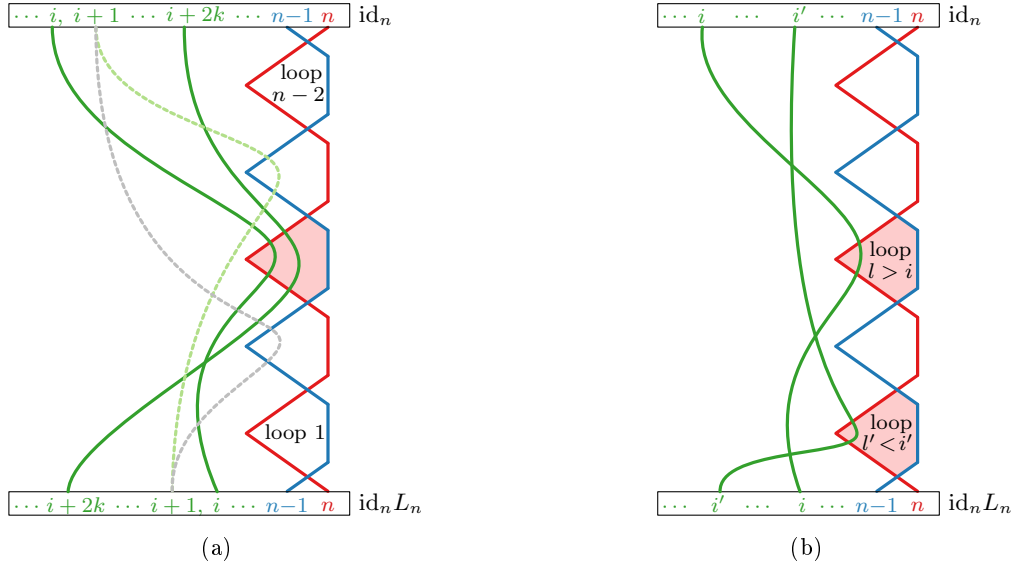 ··· i, i+1 ··· i+2k ··· n−1 n id_n
loop
n−2
loop 1
··· i+2k ··· i+1, i ··· n−1 n id_nL_n
(a)
··· i ··· i′ ··· n−1 n id_n
loop
l > i
loop
l′ < i′
··· i′ ··· i ··· n−1 n id_nL_n
(b)